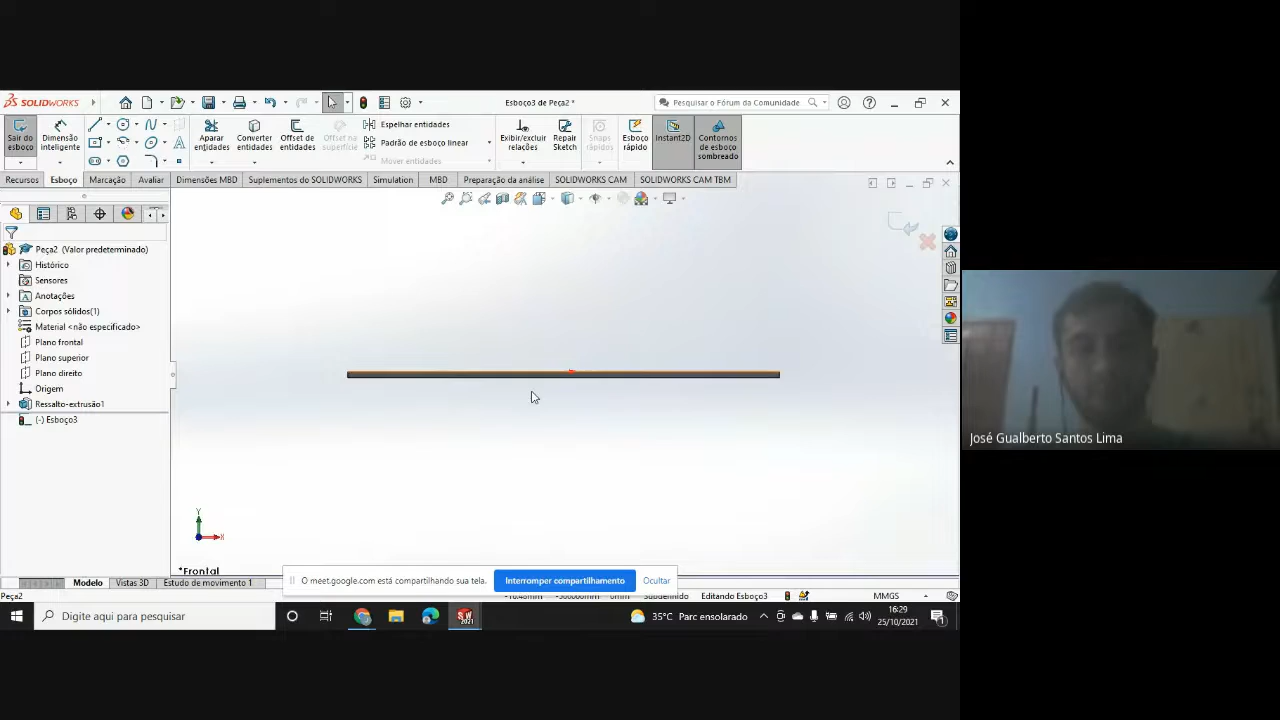 SOLIDWORKS
Esboço3 de Peça2 *
Pesquisar o Fórum da Comunidade
Sair do esboço
Dimensão inteligente
Aparar entidades
Converter entidades
Offset de entidades
Offset na superfície
Espelhar entidades
Padrão de esboço linear
Mover entidades
Exibir/excluir relações
Repair Sketch
Snaps rápidos
Esboço rápido
Instant2D
Contornos de esboço sombreado
Recursos
Esboço
Marcação
Avaliar
Dimensões MBD
Suplementos do SOLIDWORKS
Simulation
MBD
Preparação da análise
SOLIDWORKS CAM
SOLIDWORKS CAM TBM
Peça2 (Valor predeterminado)
Histórico
Sensores
Anotações
Corpos sólidos(1)
Material <não especificado>
Plano frontal
Plano superior
Plano direito
Origem
Ressalto-extrusão1
(-) Esboço3
Y
X
*Frontal
José Gualberto Santos Lima
O meet.google.com está compartilhando sua tela.
Interromper compartilhamento
Ocultar
Modelo
Vistas 3D
Estudo de movimento 1
Peça2
0mm
Editando Esboço3
MMGS
Digite aqui para pesquisar
35°C Parc ensolarado
16:29
25/10/2021